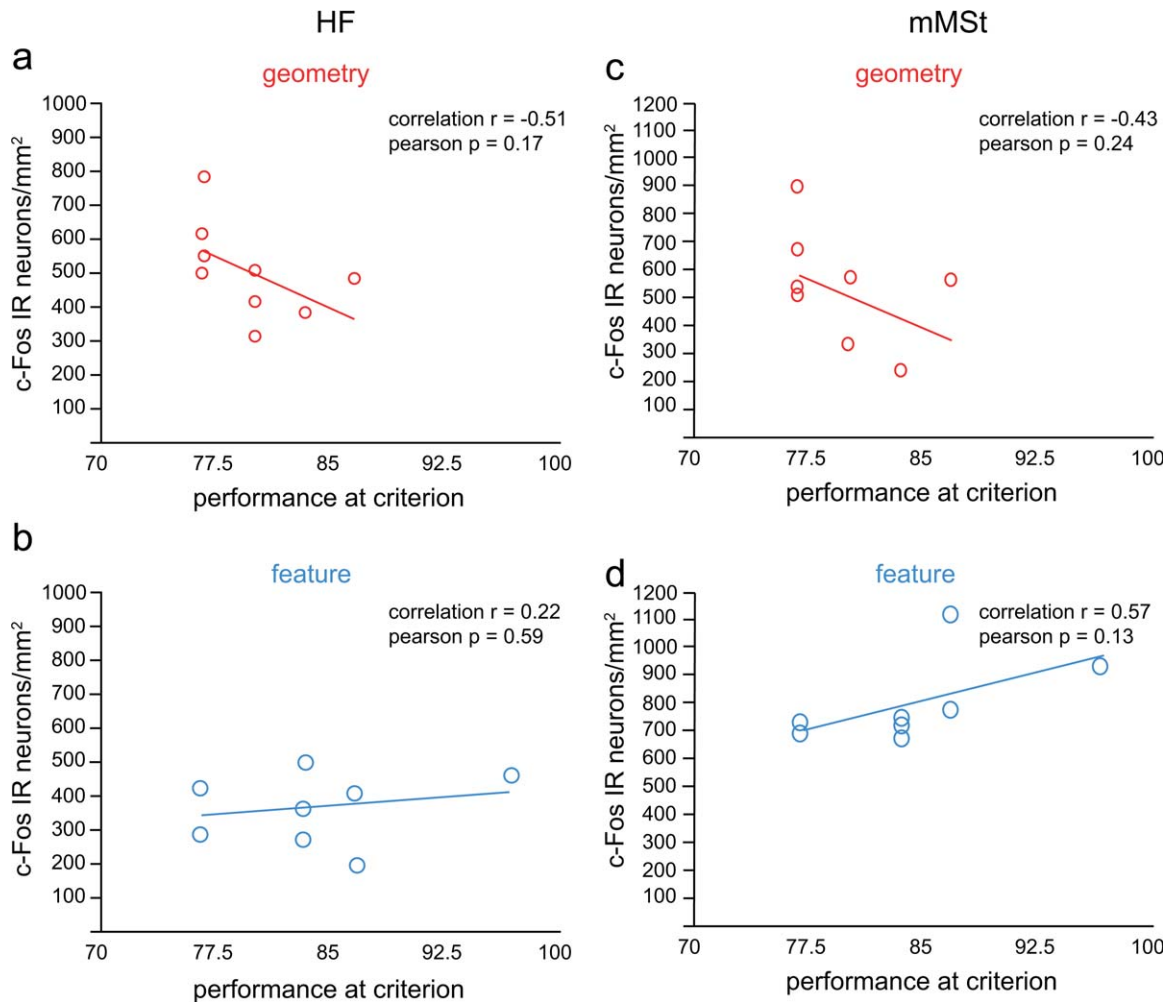 HF
a
geometry
correlation r = -0.51
pearson p = 0.17
1000
900
800
700
600
500
400
300
200
100
c-Fos IR neurons/mm²
70 77.5 85 92.5 100
performance at criterion
mMSt
c
geometry
correlation r = -0.43
pearson p = 0.24
1200
1100
1000
900
800
700
600
500
400
300
200
100
c-Fos IR neurons/mm²
70 77.5 85 92.5 100
performance at criterion
b
feature
correlation r = 0.22
pearson p = 0.59
1000
900
800
700
600
500
400
300
200
100
c-Fos IR neurons/mm²
70 77.5 85 92.5 100
performance at criterion
d
feature
correlation r = 0.57
pearson p = 0.13
1200
1100
1000
900
800
700
600
500
400
300
200
100
c-Fos IR neurons/mm²
70 77.5 85 92.5 100
performance at criterion